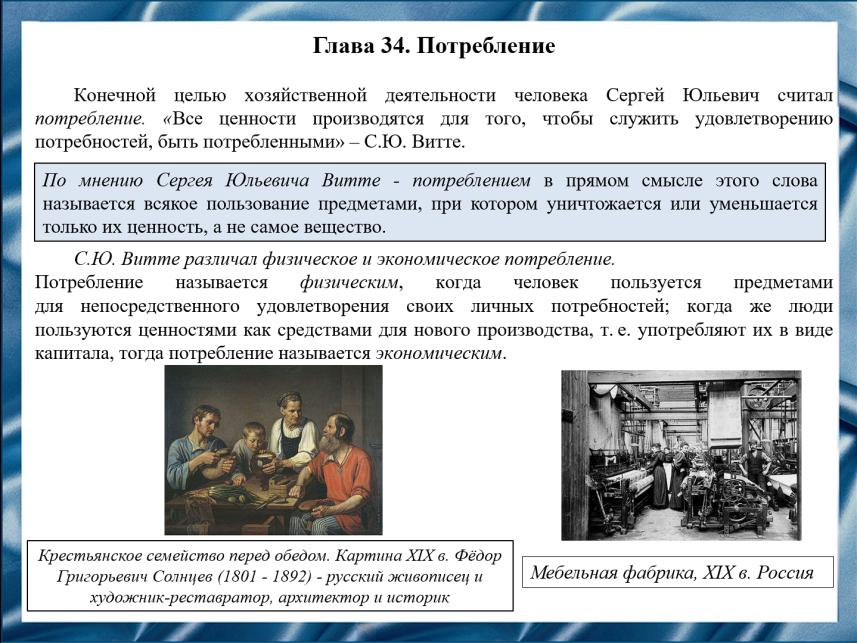 Глава 34. Потребление
Конечной целью хозяйственной деятельности человека Сергей Юльевич считал
потребление. «Все ценности производятся для того, чтобы служить удовлетворению
потребностей, быть потребленными» – С.Ю. Витте.
По мнению Сергея Юльевича Витте - потреблением в прямом смысле этого слова
называется всякое пользование предметами, при котором уничтожается или уменьшается
только их ценность, а не самое вещество.
С.Ю. Витте различал физическое и экономическое потребление.
Потребление называется физическим, когда человек пользуется предметами
для непосредственного удовлетворения своих личных потребностей; когда же люди
пользуются ценностями как средствами для нового производства, т. е. употребляют их в виде
капитала, тогда потребление называется экономическим.
Крестьянское семейство перед обедом. Картина XIX в. Фёдор
Григорьевич Солнцев (1801 - 1892) - русский живописец и
художник-реставратор, архитектор и историк
Мебельная фабрика, XIX в. Россия